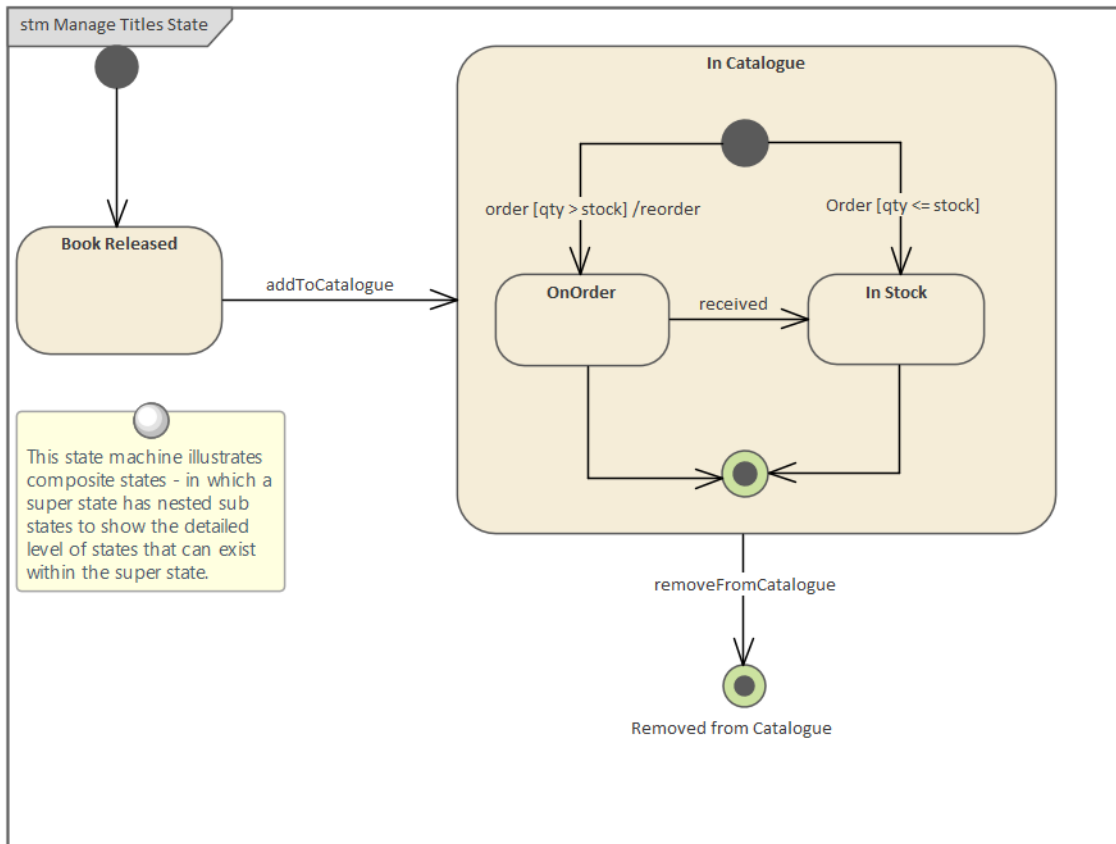 stm Manage Titles State
In Catalogue
order [qty > stock] /reorder
Order [qty <= stock]
Book Released
addToCatalogue
OnOrder
received
In Stock
This state machine illustrates
composite states - in which a
super state has nested sub
states to show the detailed
level of states that can exist
within the super state.
removeFromCatalogue
Removed from Catalogue